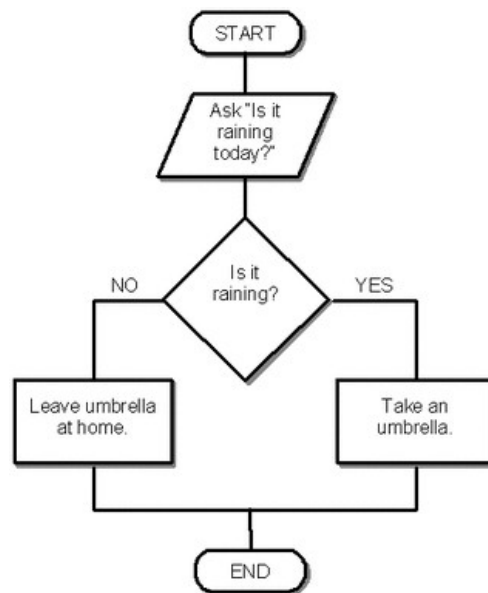 START
Ask "Is it
raining
today?"
Is it
raining?
NO
YES
Leave umbrella
at home.
Take an
umbrella.
END